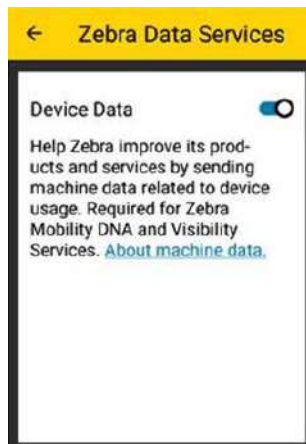 Zebra Data Services
Device Data
Help Zebra improve its prod-
ucts and services by sending
machine data related to device
usage. Required for Zebra
Mobility DNA and Visibility
Services. About machine data.